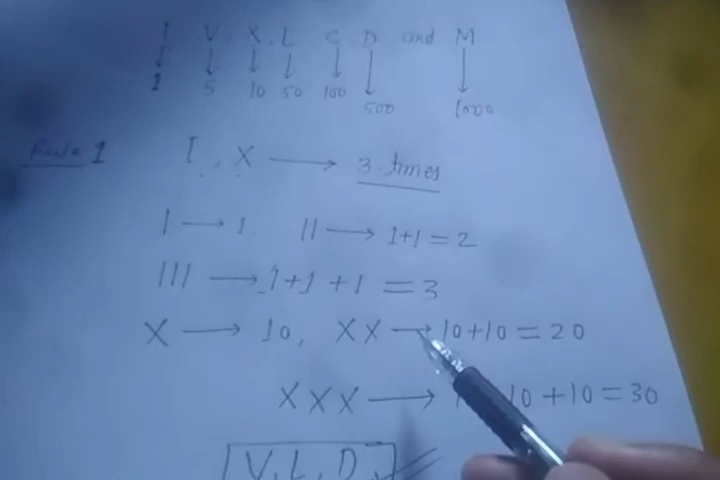 I V X, L C D and M
↓ ↓ ↓ ↓ ↓ ↓ ↓
1 5 10 50 100 500 1000
Rule 1 I, X → 3 times
I → 1 II → 1+1 = 2
III → 1+1+1 = 3
X → 10, XX → 10+10 = 20
XXX → 10+10 = 30
V, L, D